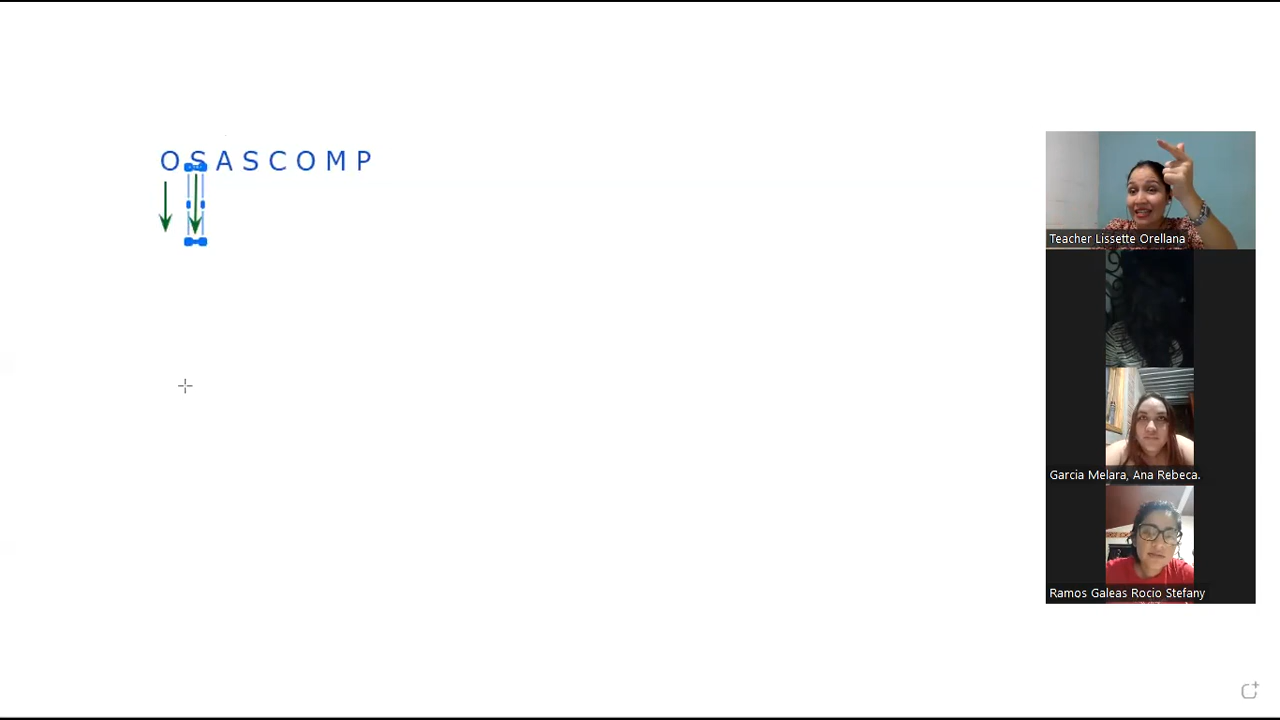 O S A S C O M P
Teacher Lissette Orellana
Garcia Melara, Ana Rebeca.
Ramos Galeas Rocio Stefany